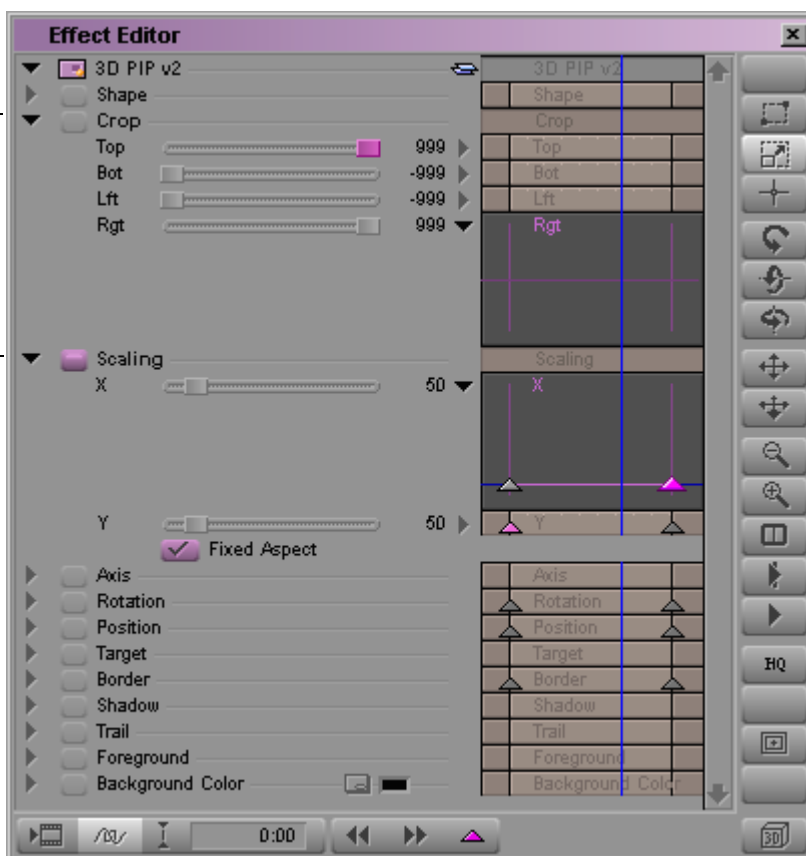 Effect Editor
3D PIP v2 3D PIP v2
Shape Shape
Crop Crop
Top 999 Top
Bot -999 Bot
Lft -999 Lft
Rgt 999 Rgt
Scaling Scaling
X 50 X
Y 50 Y
Fixed Aspect
Axis Axis
Rotation Rotation
Position Position
Target Target
Border Border
Shadow Shadow
Trail Trail
Foreground Foreground
Background Color Background Color
HQ
0:00
3D